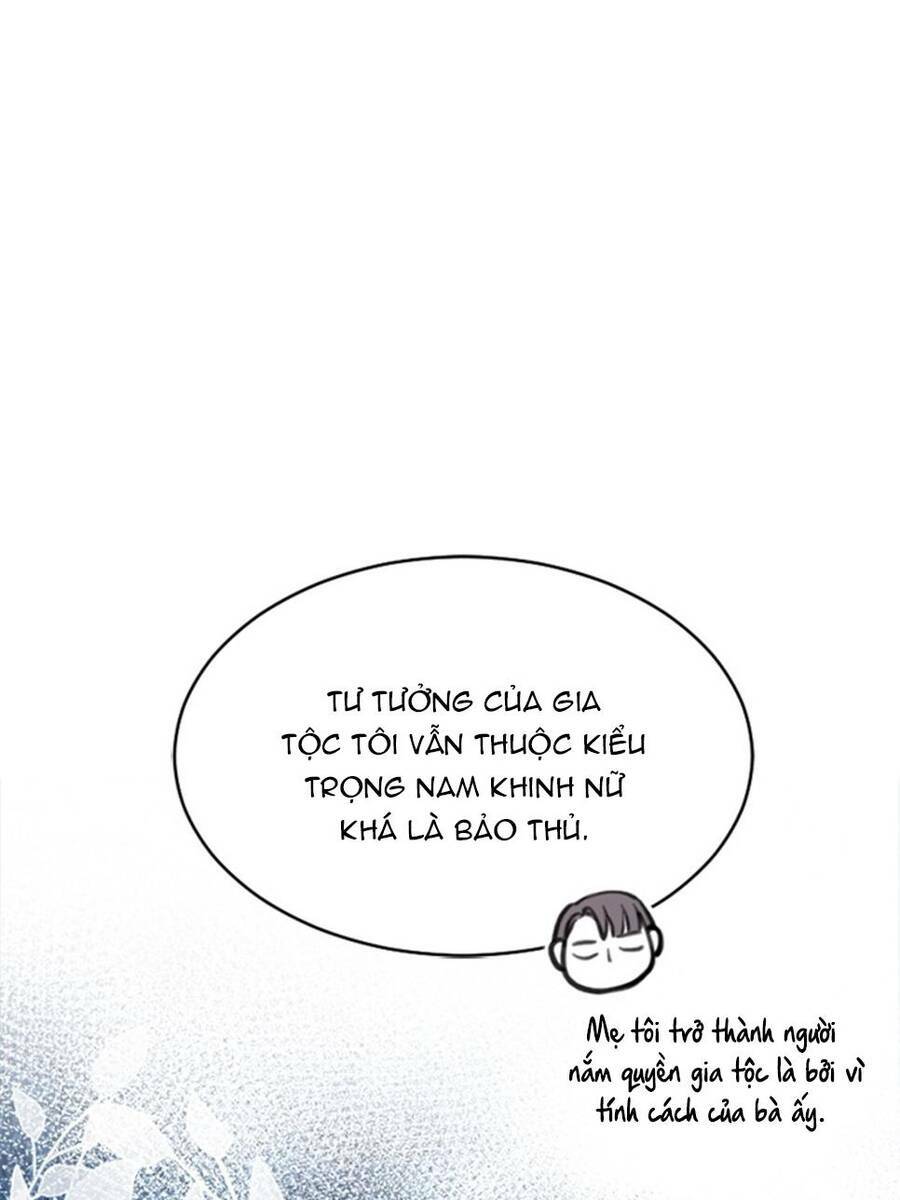 TƯ TƯỞNG CỦA GIA
TỘC TÔI VẪN THUỘC KIỂU
TRỌNG NAM KHINH NỮ
KHÁ LÀ BẢO THỦ.
Mẹ tôi trở thành người
nắm quyền gia tộc là bởi vì
tính cách của bà ấy.